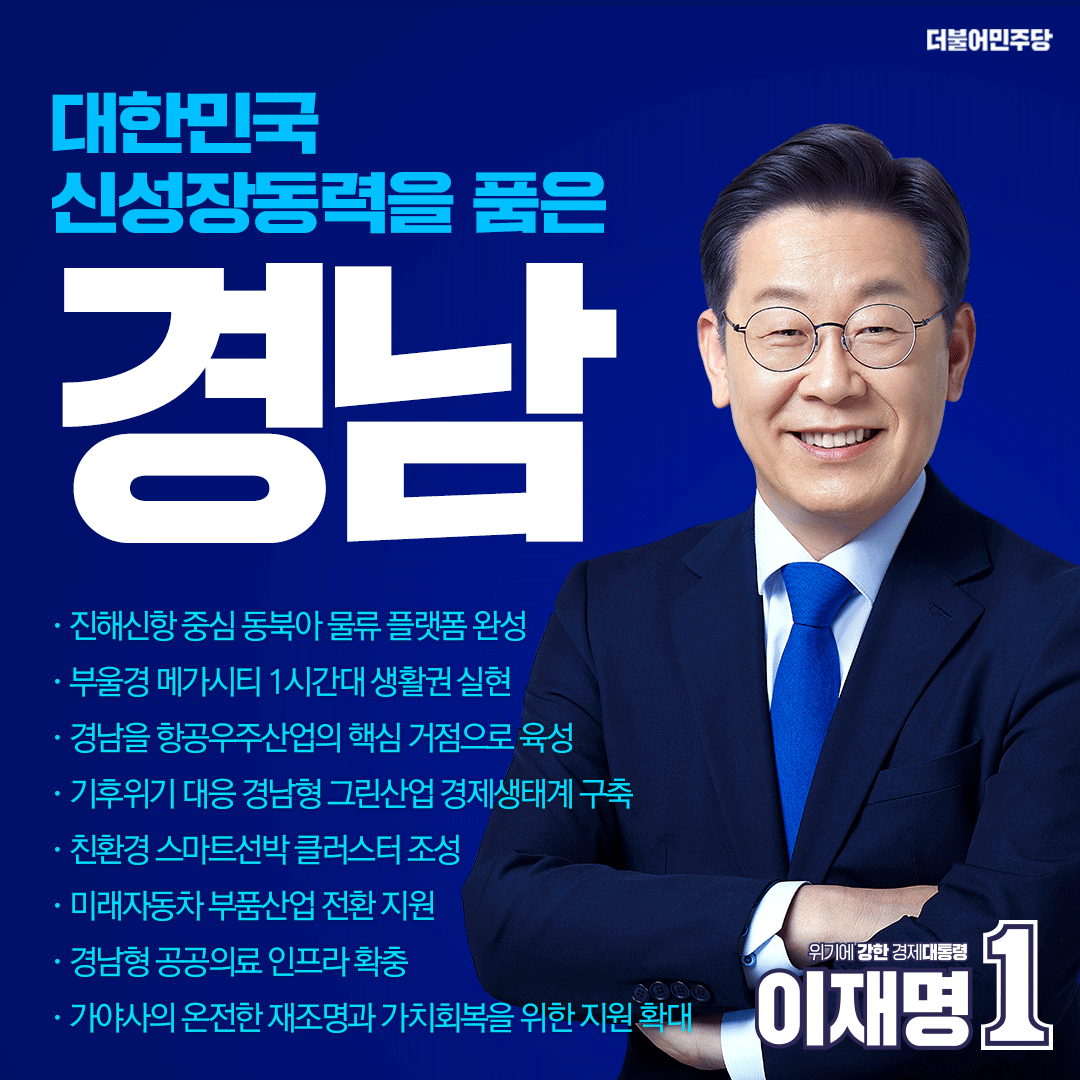 더불어민주당
대한민국
신성장동력을 품은
경남
· 진해신항 중심 동북아 물류 플랫폼 완성
· 부울경 메가시티 1시간대 생활권 실현
· 경남을 항공우주산업의 핵심 거점으로 육성
· 기후위기 대응 경남형 그린산업 경제생태계 구축
· 친환경 스마트선박 클러스터 조성
· 미래자동차 부품산업 전환 지원
· 경남형 공공의료 인프라 확충
· 가야사의 온전한 재조명과 가치회복을 위한 지원 확대
위기에 강한 경제대통령
이재명 1